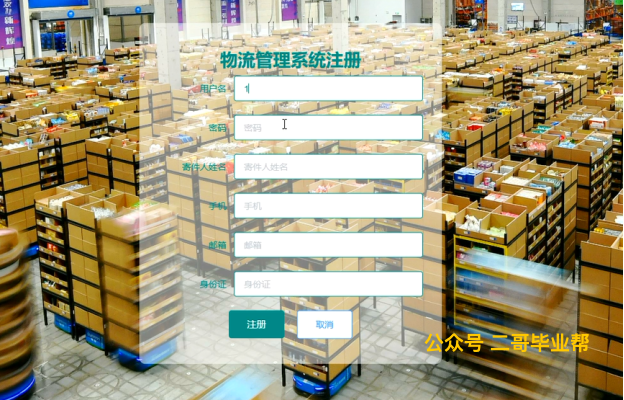 物流管理系统注册
用户名 1
密码 密码
寄件人姓名 寄件人姓名
手机 手机
邮箱 邮箱
身份证 身份证
注册 取消
公众号 二哥毕业帮